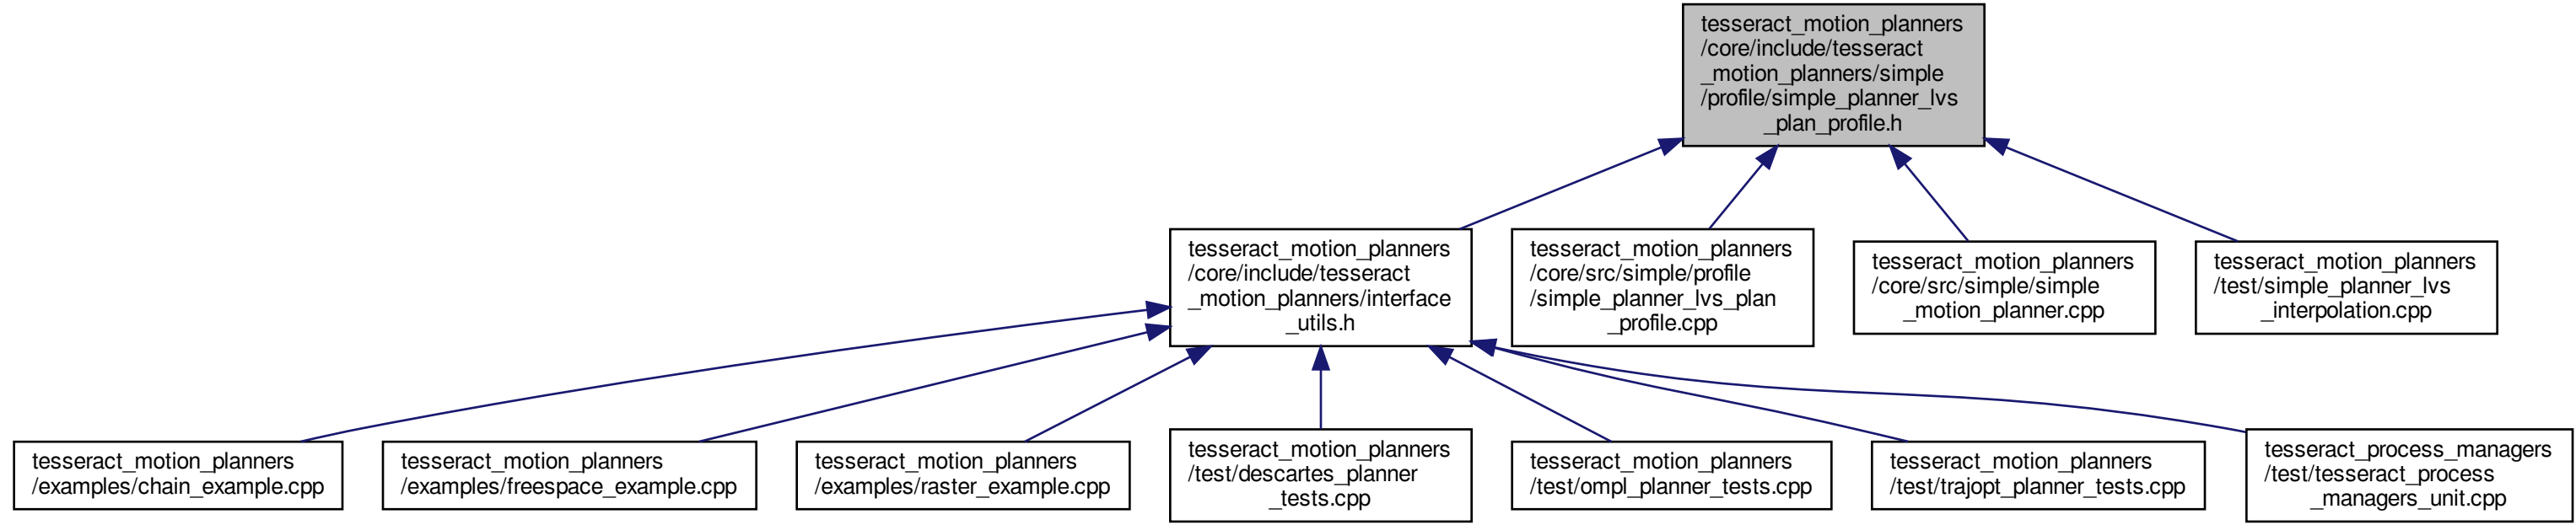 tesseract_motion_planners
/core/include/tesseract
_motion_planners/simple
/profile/simple_planner_lvs
_plan_profile.h
tesseract_motion_planners
/core/include/tesseract
_motion_planners/interface
_utils.h
tesseract_motion_planners
/core/src/simple/profile
/simple_planner_lvs_plan
_profile.cpp
tesseract_motion_planners
/core/src/simple/simple
_motion_planner.cpp
tesseract_motion_planners
/test/simple_planner_lvs
_interpolation.cpp
tesseract_motion_planners
/examples/chain_example.cpp
tesseract_motion_planners
/examples/freespace_example.cpp
tesseract_motion_planners
/examples/raster_example.cpp
tesseract_motion_planners
/test/descartes_planner
_tests.cpp
tesseract_motion_planners
/test/ompl_planner_tests.cpp
tesseract_motion_planners
/test/trajopt_planner_tests.cpp
tesseract_process_managers
/test/tesseract_process
_managers_unit.cpp